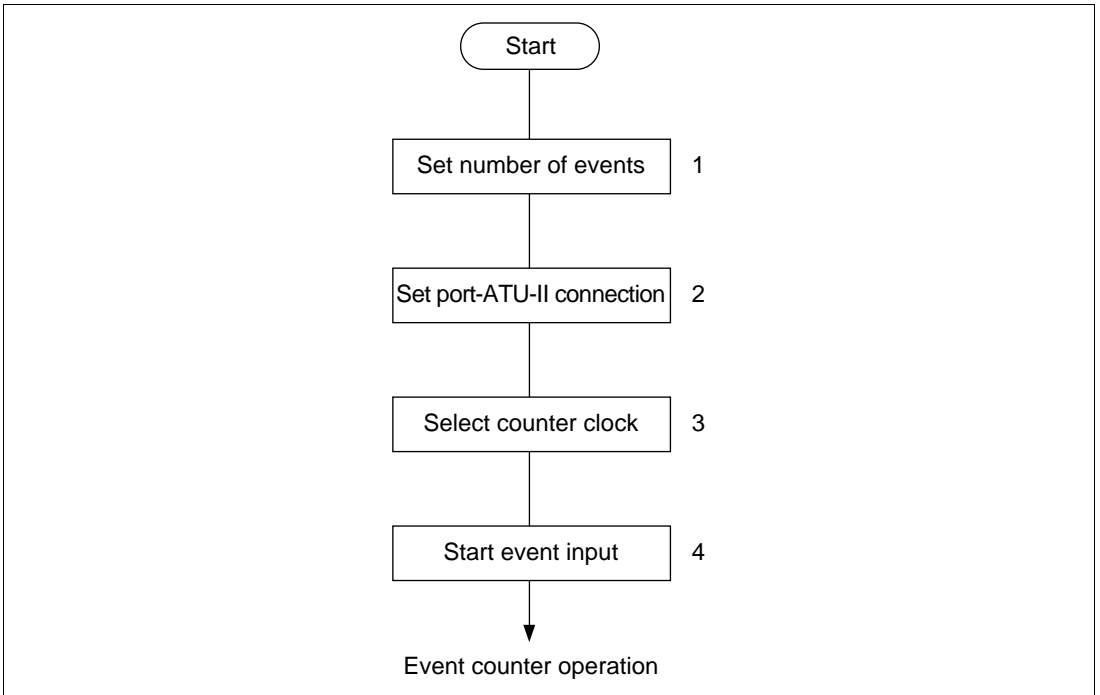 Start
Set number of events 1
Set port-ATU-II connection 2
Select counter clock 3
Start event input 4
Event counter operation